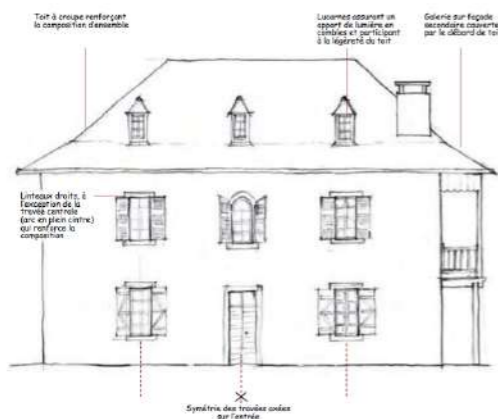 Toit à croupe renforçant
la composition d'ensemble
Lucarnes assurant un
apport de lumière en
combles et participant
à la légèreté du toit
Galerie sur façade
secondaire couverte
par le débord de toit
Linteaux droits, à
l'exception de la
travée centrale
(arc en plein cintre)
qui renforce la
composition
Symétrie des travées axées
sur l'entrée